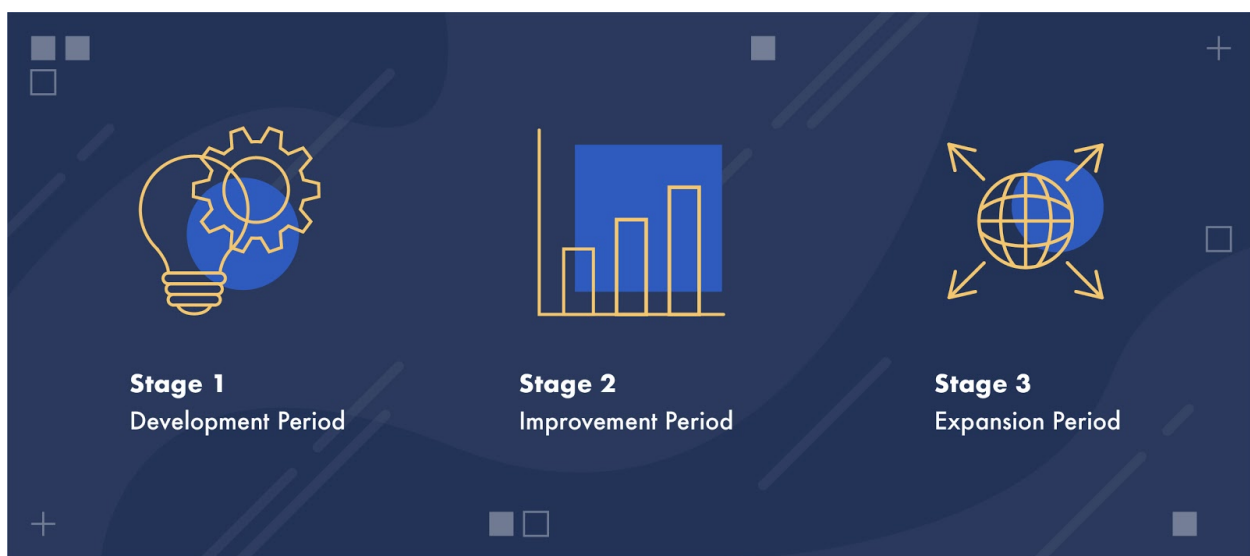 Stage 1
Development Period
Stage 2
Improvement Period
Stage 3
Expansion Period